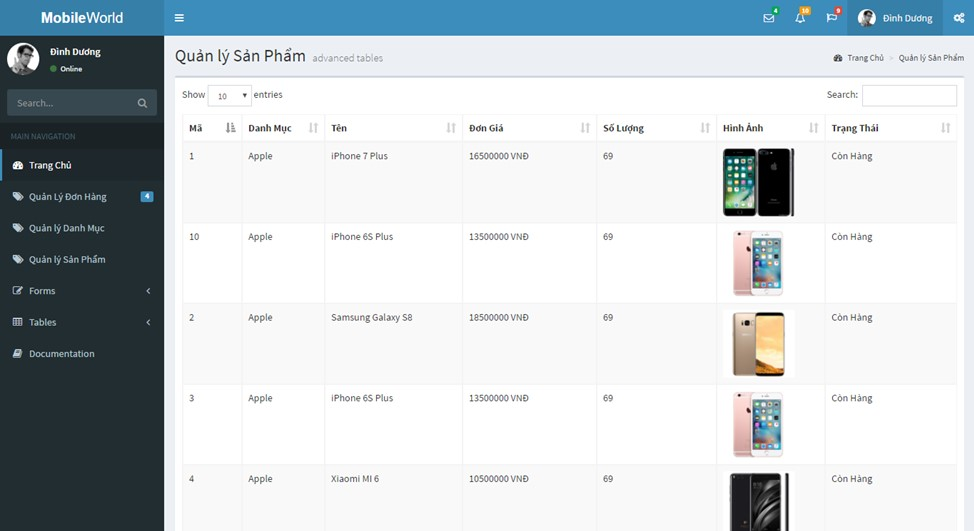 MobileWorld
4
10
9
Đình Dương
Đình Dương
Online
Search...
MAIN NAVIGATION
Trang Chủ
Quản Lý Đơn Hàng 4
Quản lý Danh Mục
Quản lý Sản Phẩm
Forms
Tables
Documentation
Quản lý Sản Phẩm advanced tables
Trang Chủ > Quản lý Sản Phẩm
Show 10 entries
Search:
Mã Danh Mục Tên Đơn Giá Số Lượng Hình Ảnh Trạng Thái
1 Apple iPhone 7 Plus 16500000 VNĐ 69 Còn Hàng
10 Apple iPhone 6S Plus 13500000 VNĐ 69 Còn Hàng
2 Apple Samsung Galaxy S8 18500000 VNĐ 69 Còn Hàng
3 Apple iPhone 6S Plus 13500000 VNĐ 69 Còn Hàng
4 Apple Xiaomi MI 6 10500000 VNĐ 69 Còn Hàng